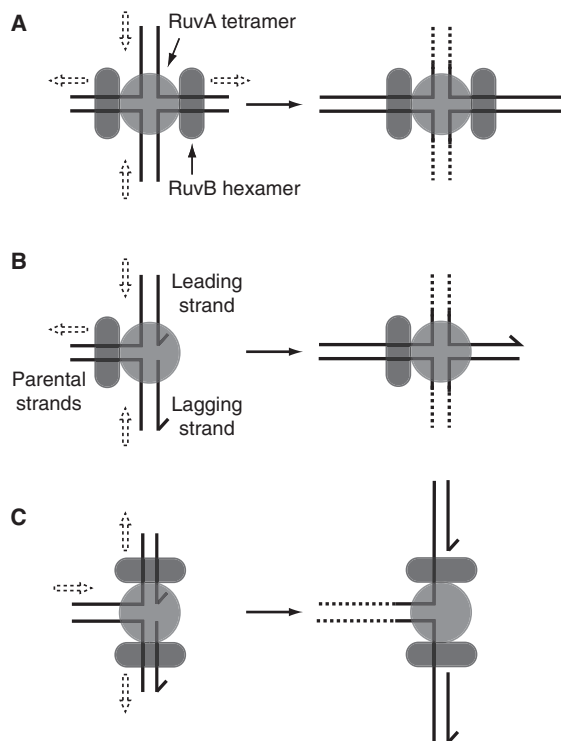 A
RuvA tetramer
RuvB hexamer
B
Leading
strand
Parental
strands
Lagging
strand
C